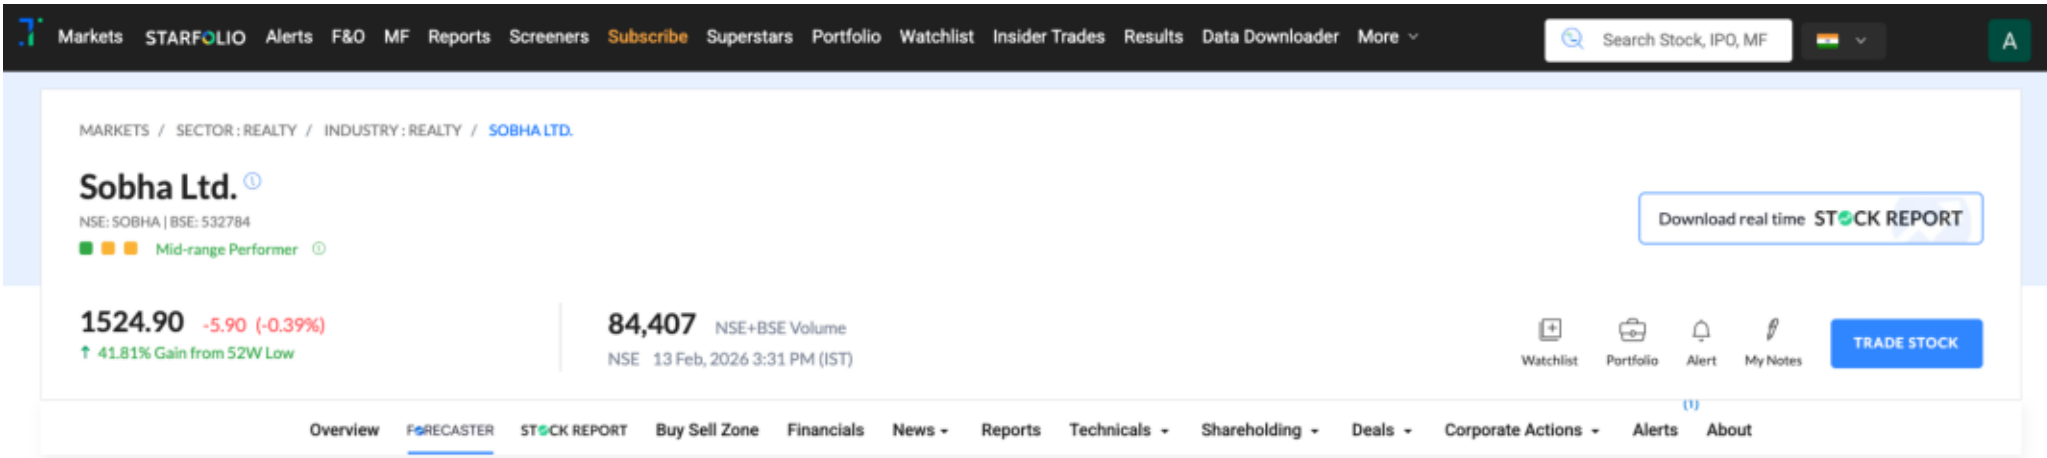 Markets STARFOLIO Alerts F&O MF Reports Screeners Subscribe Superstars Portfolio Watchlist Insider Trades Results Data Downloader More Search Stock, IPO, MF A
MARKETS / SECTOR : REALTY / INDUSTRY : REALTY / SOBHA LTD.
Sobha Ltd.
NSE: SOBHA | BSE: 532784
Mid-range Performer
Download real time STOCK REPORT
1524.90 -5.90 (-0.39%)
↑ 41.81% Gain from 52W Low
84,407 NSE+BSE Volume
NSE 13 Feb, 2026 3:31 PM (IST)
Watchlist Portfolio Alert My Notes
TRADE STOCK
(1)
Overview FORECASTER STOCK REPORT Buy Sell Zone Financials News Reports Technicals Shareholding Deals Corporate Actions Alerts About